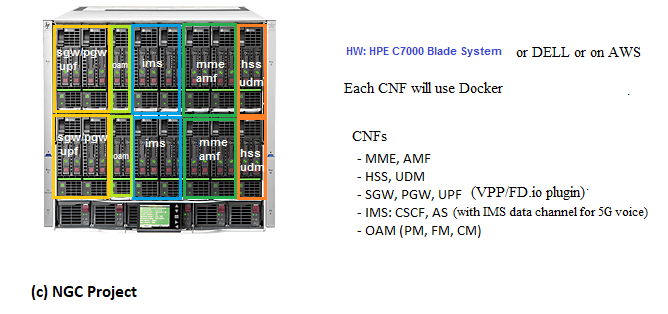 sgw/pgw
upf
oam
ims
mme
amf
hss
udm
sgw/pgw
upf
oam
ims
mme
amf
hss
udm
HW: HPE C7000 Blade System or DELL or on AWS
Each CNF will use Docker .
CNFs
- MME, AMF
- HSS, UDM
- SGW, PGW, UPF (VPP/FD.io plugin)
- IMS: CSCF, AS (with IMS data channel for 5G voice)
- OAM (PM, FM, CM)
(c) NGC Project